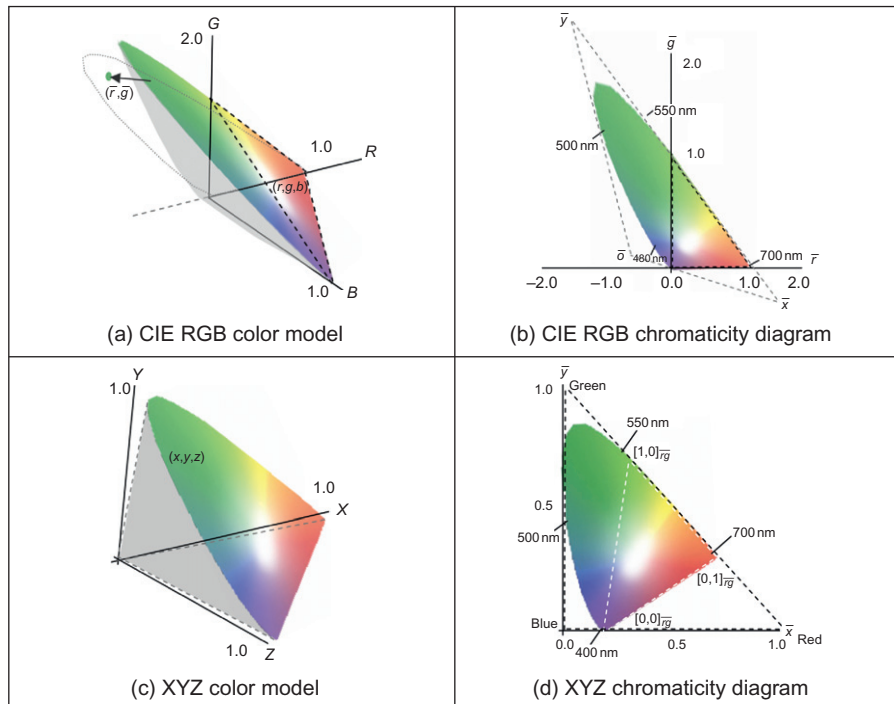 G
2.0
(r̅,g̅)
1.0
R
(r,g,b)
1.0
B
(a) CIE RGB color model
y̅
g̅
2.0
550 nm
500 nm
1.0
o̅
460 nm
700 nm
r̅
–2.0
–1.0
0.0
1.0
2.0
x̅
(b) CIE RGB chromaticity diagram
Y
1.0
(x,y,z)
1.0
X
1.0
Z
(c) XYZ color model
y̅
1.0
Green
550 nm
[1,0]r̅g̅
0.5
500 nm
700 nm
[0,1]r̅g̅
Blue
[0,0]r̅g̅
0.0
0.5
1.0
x̅
Red
400 nm
(d) XYZ chromaticity diagram